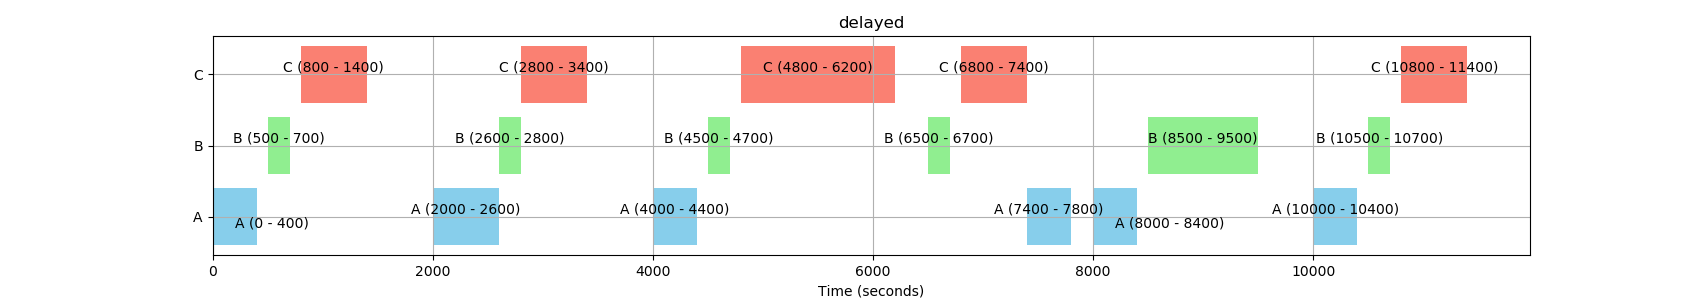 delayed
C
C (800 - 1400)
C (2800 - 3400)
C (4800 - 6200)
C (6800 - 7400)
C (10800 - 11400)
B
B (500 - 700)
B (2600 - 2800)
B (4500 - 4700)
B (6500 - 6700)
B (8500 - 9500)
B (10500 - 10700)
A
A (0 - 400)
A (2000 - 2600)
A (4000 - 4400)
A (7400 - 7800)
A (8000 - 8400)
A (10000 - 10400)
0
2000
4000
6000
8000
10000
Time (seconds)